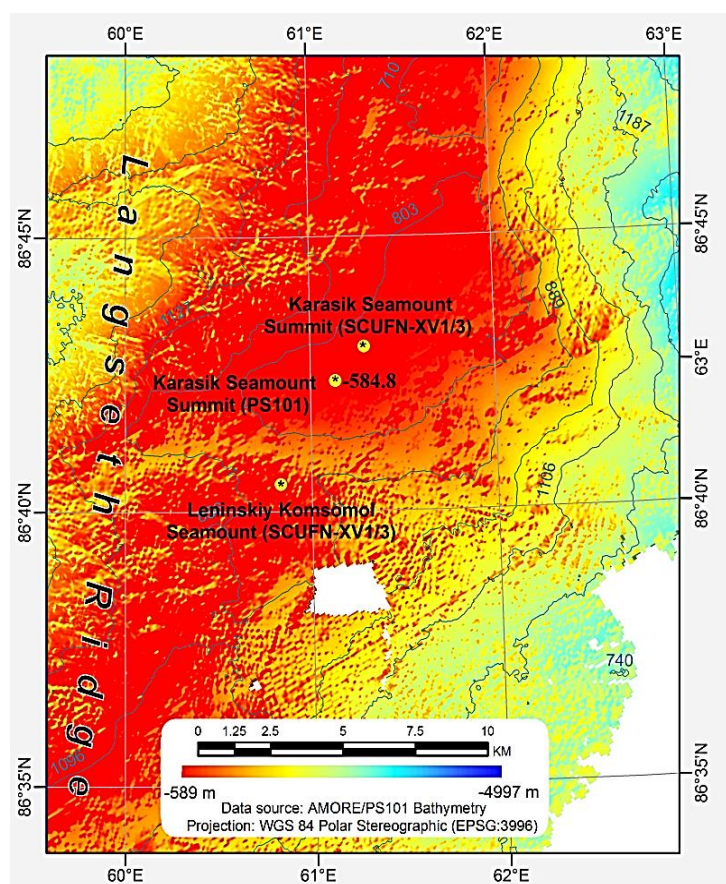 60°E
61°E
62°E
63°E
710
1187
803
86°45'N
86°45'N
889
Karasik Seamount
Summit (SCUFN-XV1/3)
63°E
-584.8
Karasik Seamount
Summit (PS101)
1106
Leninskiy Komsomol
Seamount (SCUFN-XV1/3)
86°40'N
86°40'N
Langseth Ridge
740
1096
0 1.25 2.5 5 7.5 10
KM
-589 m -4997 m
Data source: AMORE/PS101 Bathymetry
Projection: WGS 84 Polar Stereographic (EPSG:3996)
86°35'N
86°35'N
60°E
61°E
62°E